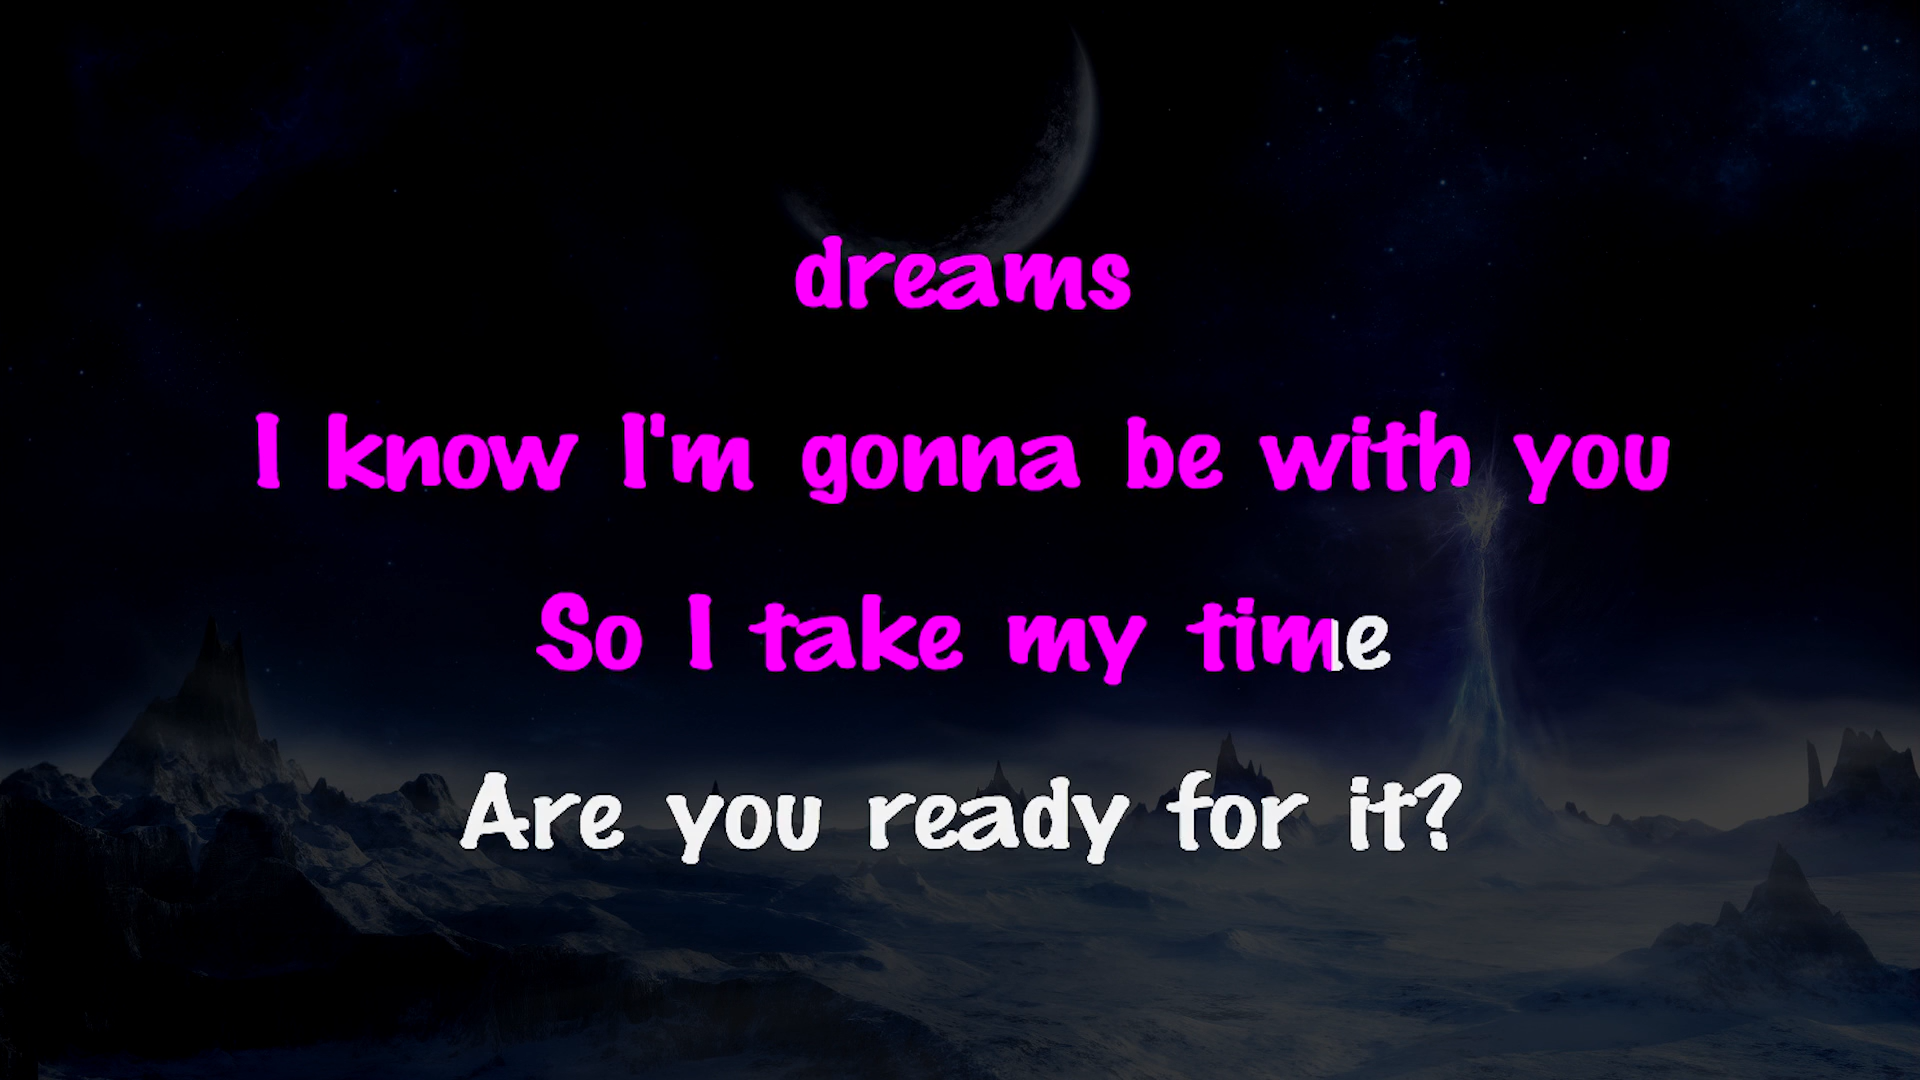 dreams
I know I'm gonna be with you
So I take my time
Are you ready for it?